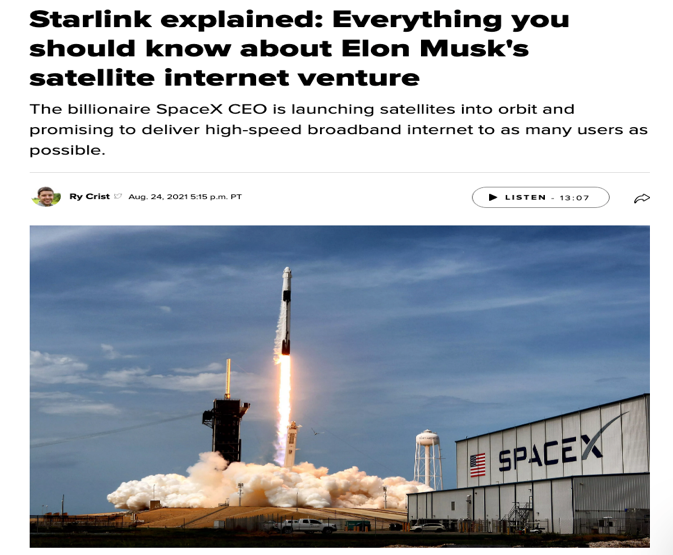 Starlink explained: Everything you
should know about Elon Musk's
satellite internet venture
The billionaire SpaceX CEO is launching satellites into orbit and
promising to deliver high-speed broadband internet to as many users as
possible.
Ry Crist Aug. 24, 2021 5:15 p.m. PT
LISTEN - 13:07
SPACEX